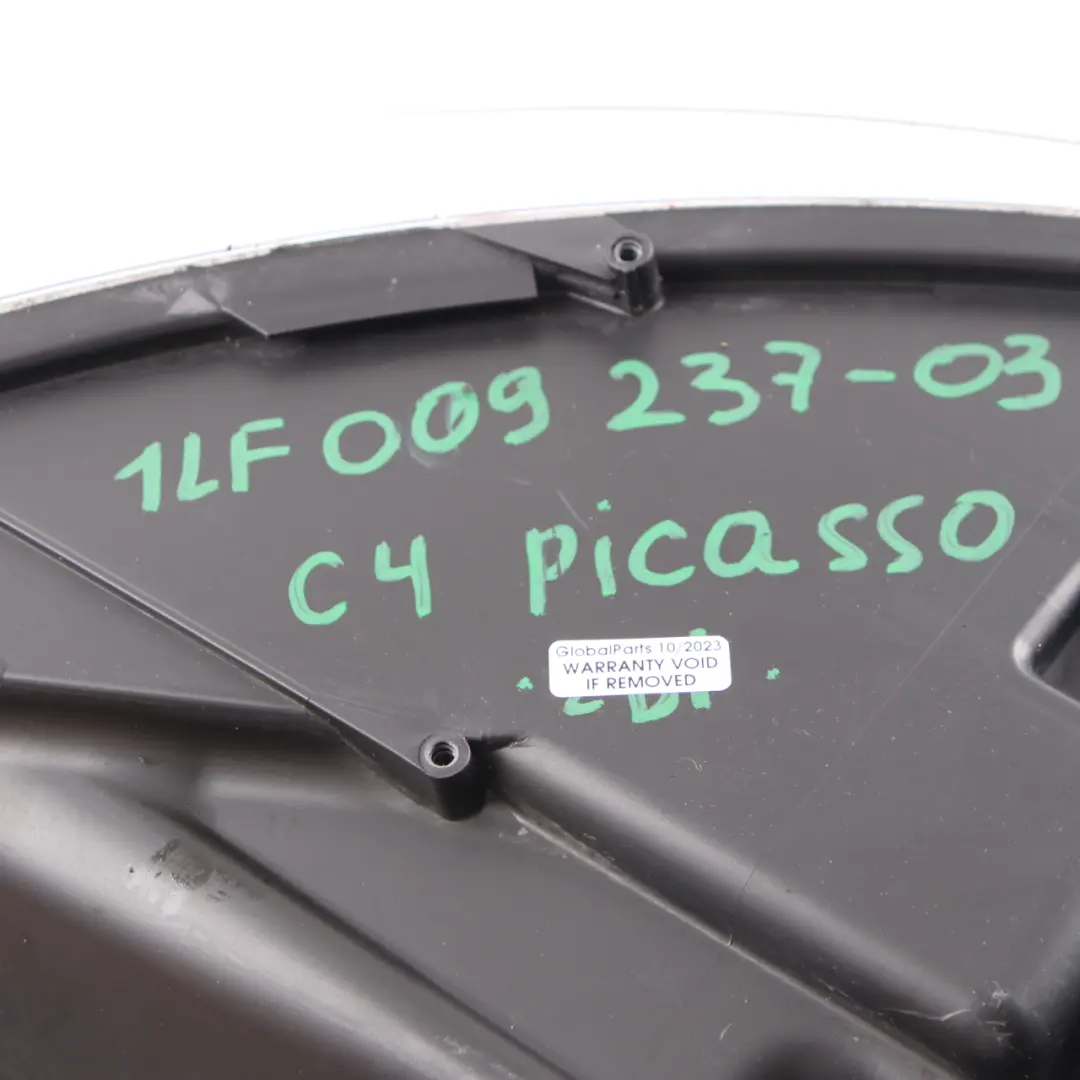 1LF009 237-03
C4 Picasso
GlobalParts 10/2023
WARRANTY VOID
IF REMOVED